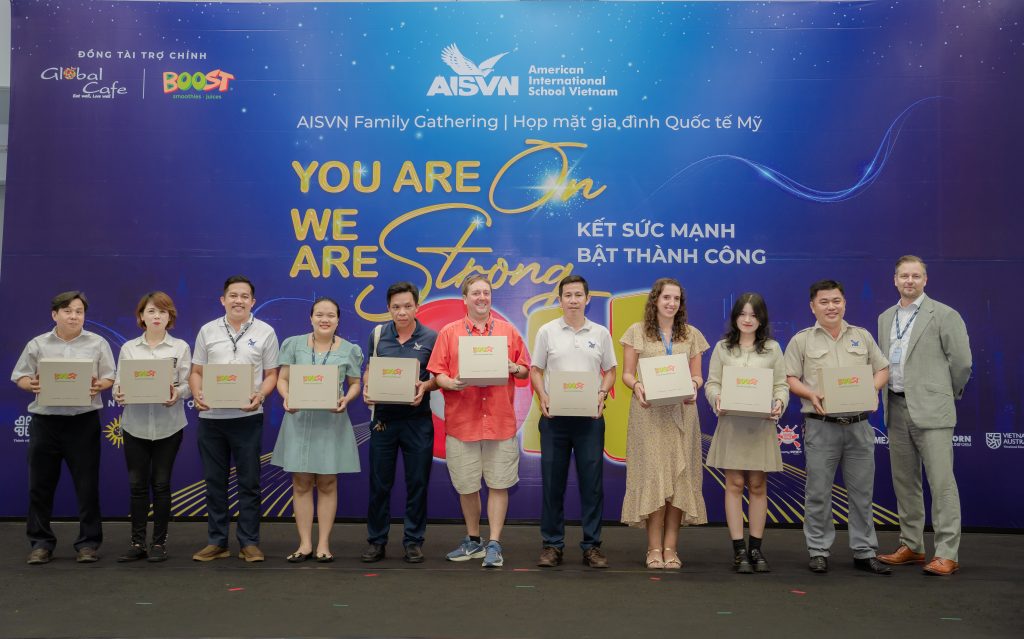 ĐỒNG TÀI TRỢ CHÍNH
Global Cafe
Eat well, Live well
BOOST
smoothies · juices
AISVN
American
International
School Vietnam
AISVN Family Gathering | Họp mặt gia đình Quốc tế Mỹ
YOU ARE On
WE
ARE Strong
KẾT SỨC MẠNH
BẬT THÀNH CÔNG
BOOST
BOOST
BOOST
BOOST
BOOST
BOOST
BOOST
BOOST
BOOST
BOOST